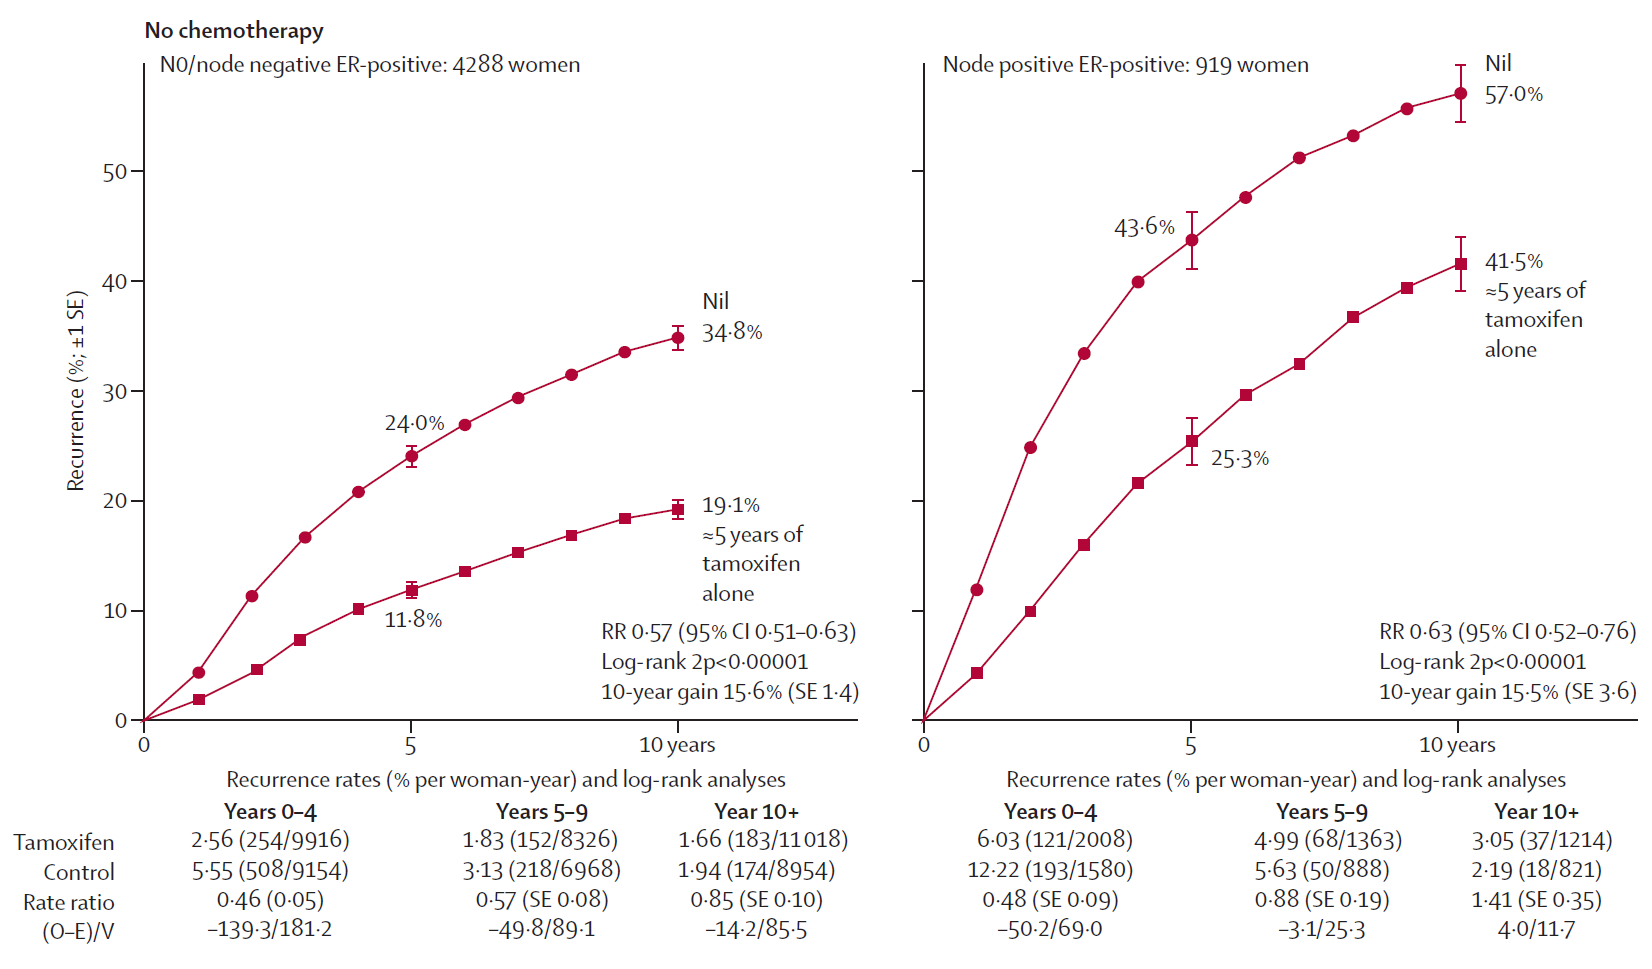 No chemotherapy
N0/node negative ER-positive: 4288 women
Recurrence (%; ±1 SE)
50
40
30
20
10
0
Nil
34·8%
24·0%
19·1%
≈5 years of
tamoxifen
alone
11·8%
RR 0·57 (95% CI 0·51–0·63)
Log-rank 2p<0·00001
10-year gain 15·6% (SE 1·4)
0
5
10 years
Node positive ER-positive: 919 women
Nil
57·0%
43·6%
41·5%
≈5 years of
tamoxifen
alone
25·3%
RR 0·63 (95% CI 0·52–0·76)
Log-rank 2p<0·00001
10-year gain 15·5% (SE 3·6)
0
5
10 years
Recurrence rates (% per woman-year) and log-rank analyses
Recurrence rates (% per woman-year) and log-rank analyses
Years 0–4 Years 5–9 Year 10+ Years 0–4 Years 5–9 Year 10+
Tamoxifen 2·56 (254/9916) 1·83 (152/8326) 1·66 (183/11 018) 6·03 (121/2008) 4·99 (68/1363) 3·05 (37/1214)
Control 5·55 (508/9154) 3·13 (218/6968) 1·94 (174/8954) 12·22 (193/1580) 5·63 (50/888) 2·19 (18/821)
Rate ratio 0·46 (0·05) 0·57 (SE 0·08) 0·85 (SE 0·10) 0·48 (SE 0·09) 0·88 (SE 0·19) 1·41 (SE 0·35)
(O–E)/V –139·3/181·2 –49·8/89·1 –14·2/85·5 –50·2/69·0 –3·1/25·3 4·0/11·7